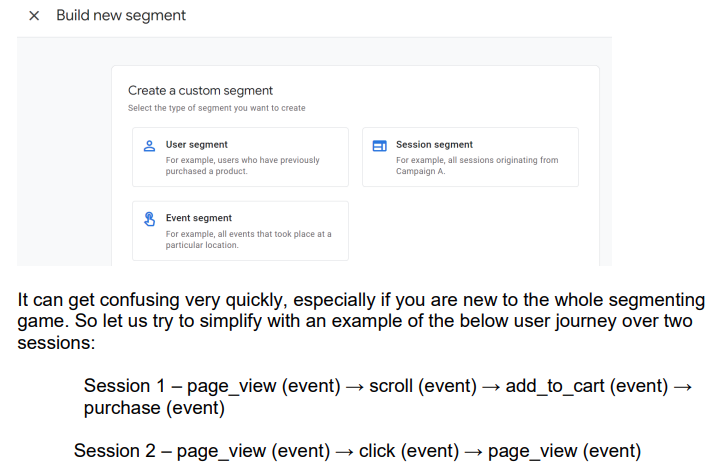 × Build new segment
Create a custom segment
Select the type of segment you want to create
User segment
For example, users who have previously
purchased a product.
Session segment
For example, all sessions originating from
Campaign A.
Event segment
For example, all events that took place at a
particular location.
It can get confusing very quickly, especially if you are new to the whole segmenting
game. So let us try to simplify with an example of the below user journey over two
sessions:
Session 1 – page_view (event) → scroll (event) → add_to_cart (event) →
purchase (event)
Session 2 – page_view (event) → click (event) → page_view (event)